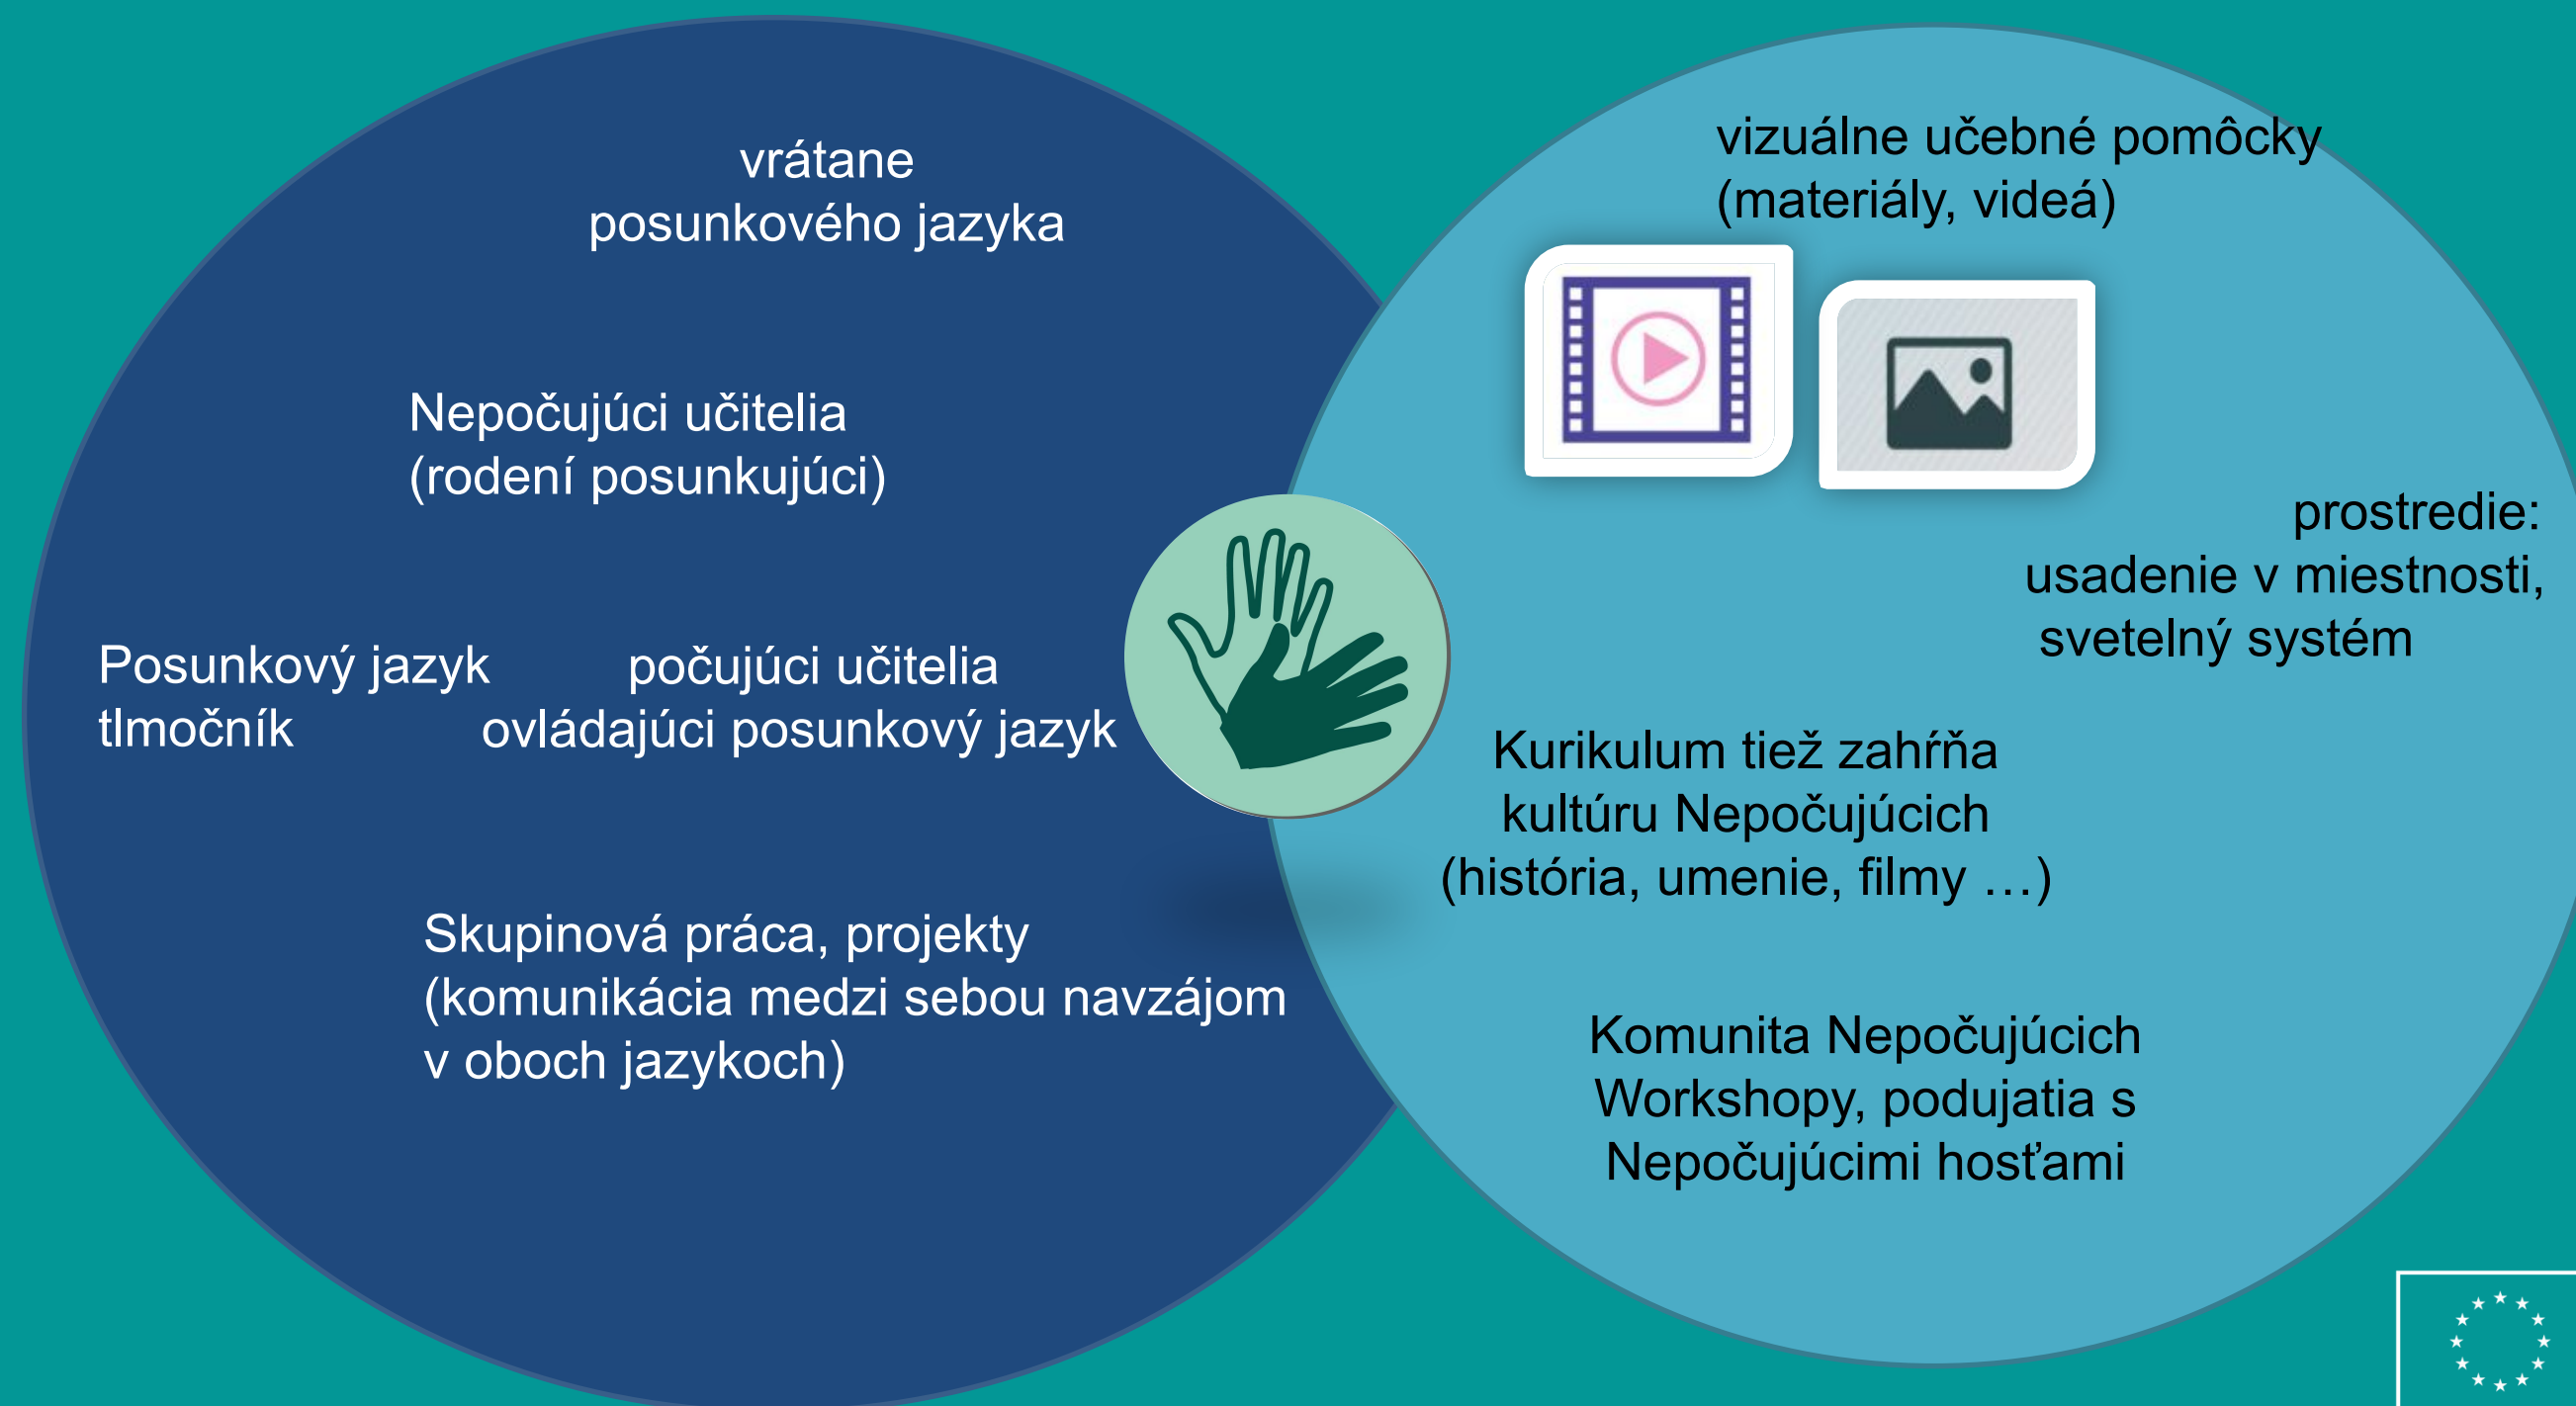 vrátane
posunkového jazyka
Nepočujúci učitelia
(rodení posunkujúci)
Posunkový jazyk
tlmočník
počujúci učitelia
ovládajúci posunkový jazyk
Skupinová práca, projekty
(komunikácia medzi sebou navzájom
v oboch jazykoch)
vizuálne učebné pomôcky
(materiály, videá)
prostredie:
usadenie v miestnosti,
svetelný systém
Kurikulum tiež zahŕňa
kultúru Nepočujúcich
(história, umenie, filmy …)
Komunita Nepočujúcich
Workshopy, podujatia s
Nepočujúcimi hosťami